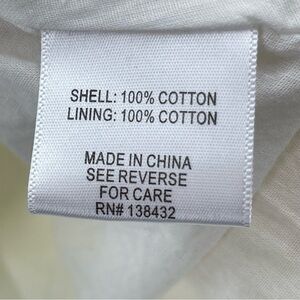 SHELL: 100% COTTON
LINING: 100% COTTON
MADE IN CHINA
SEE REVERSE
FOR CARE
RN# 138432